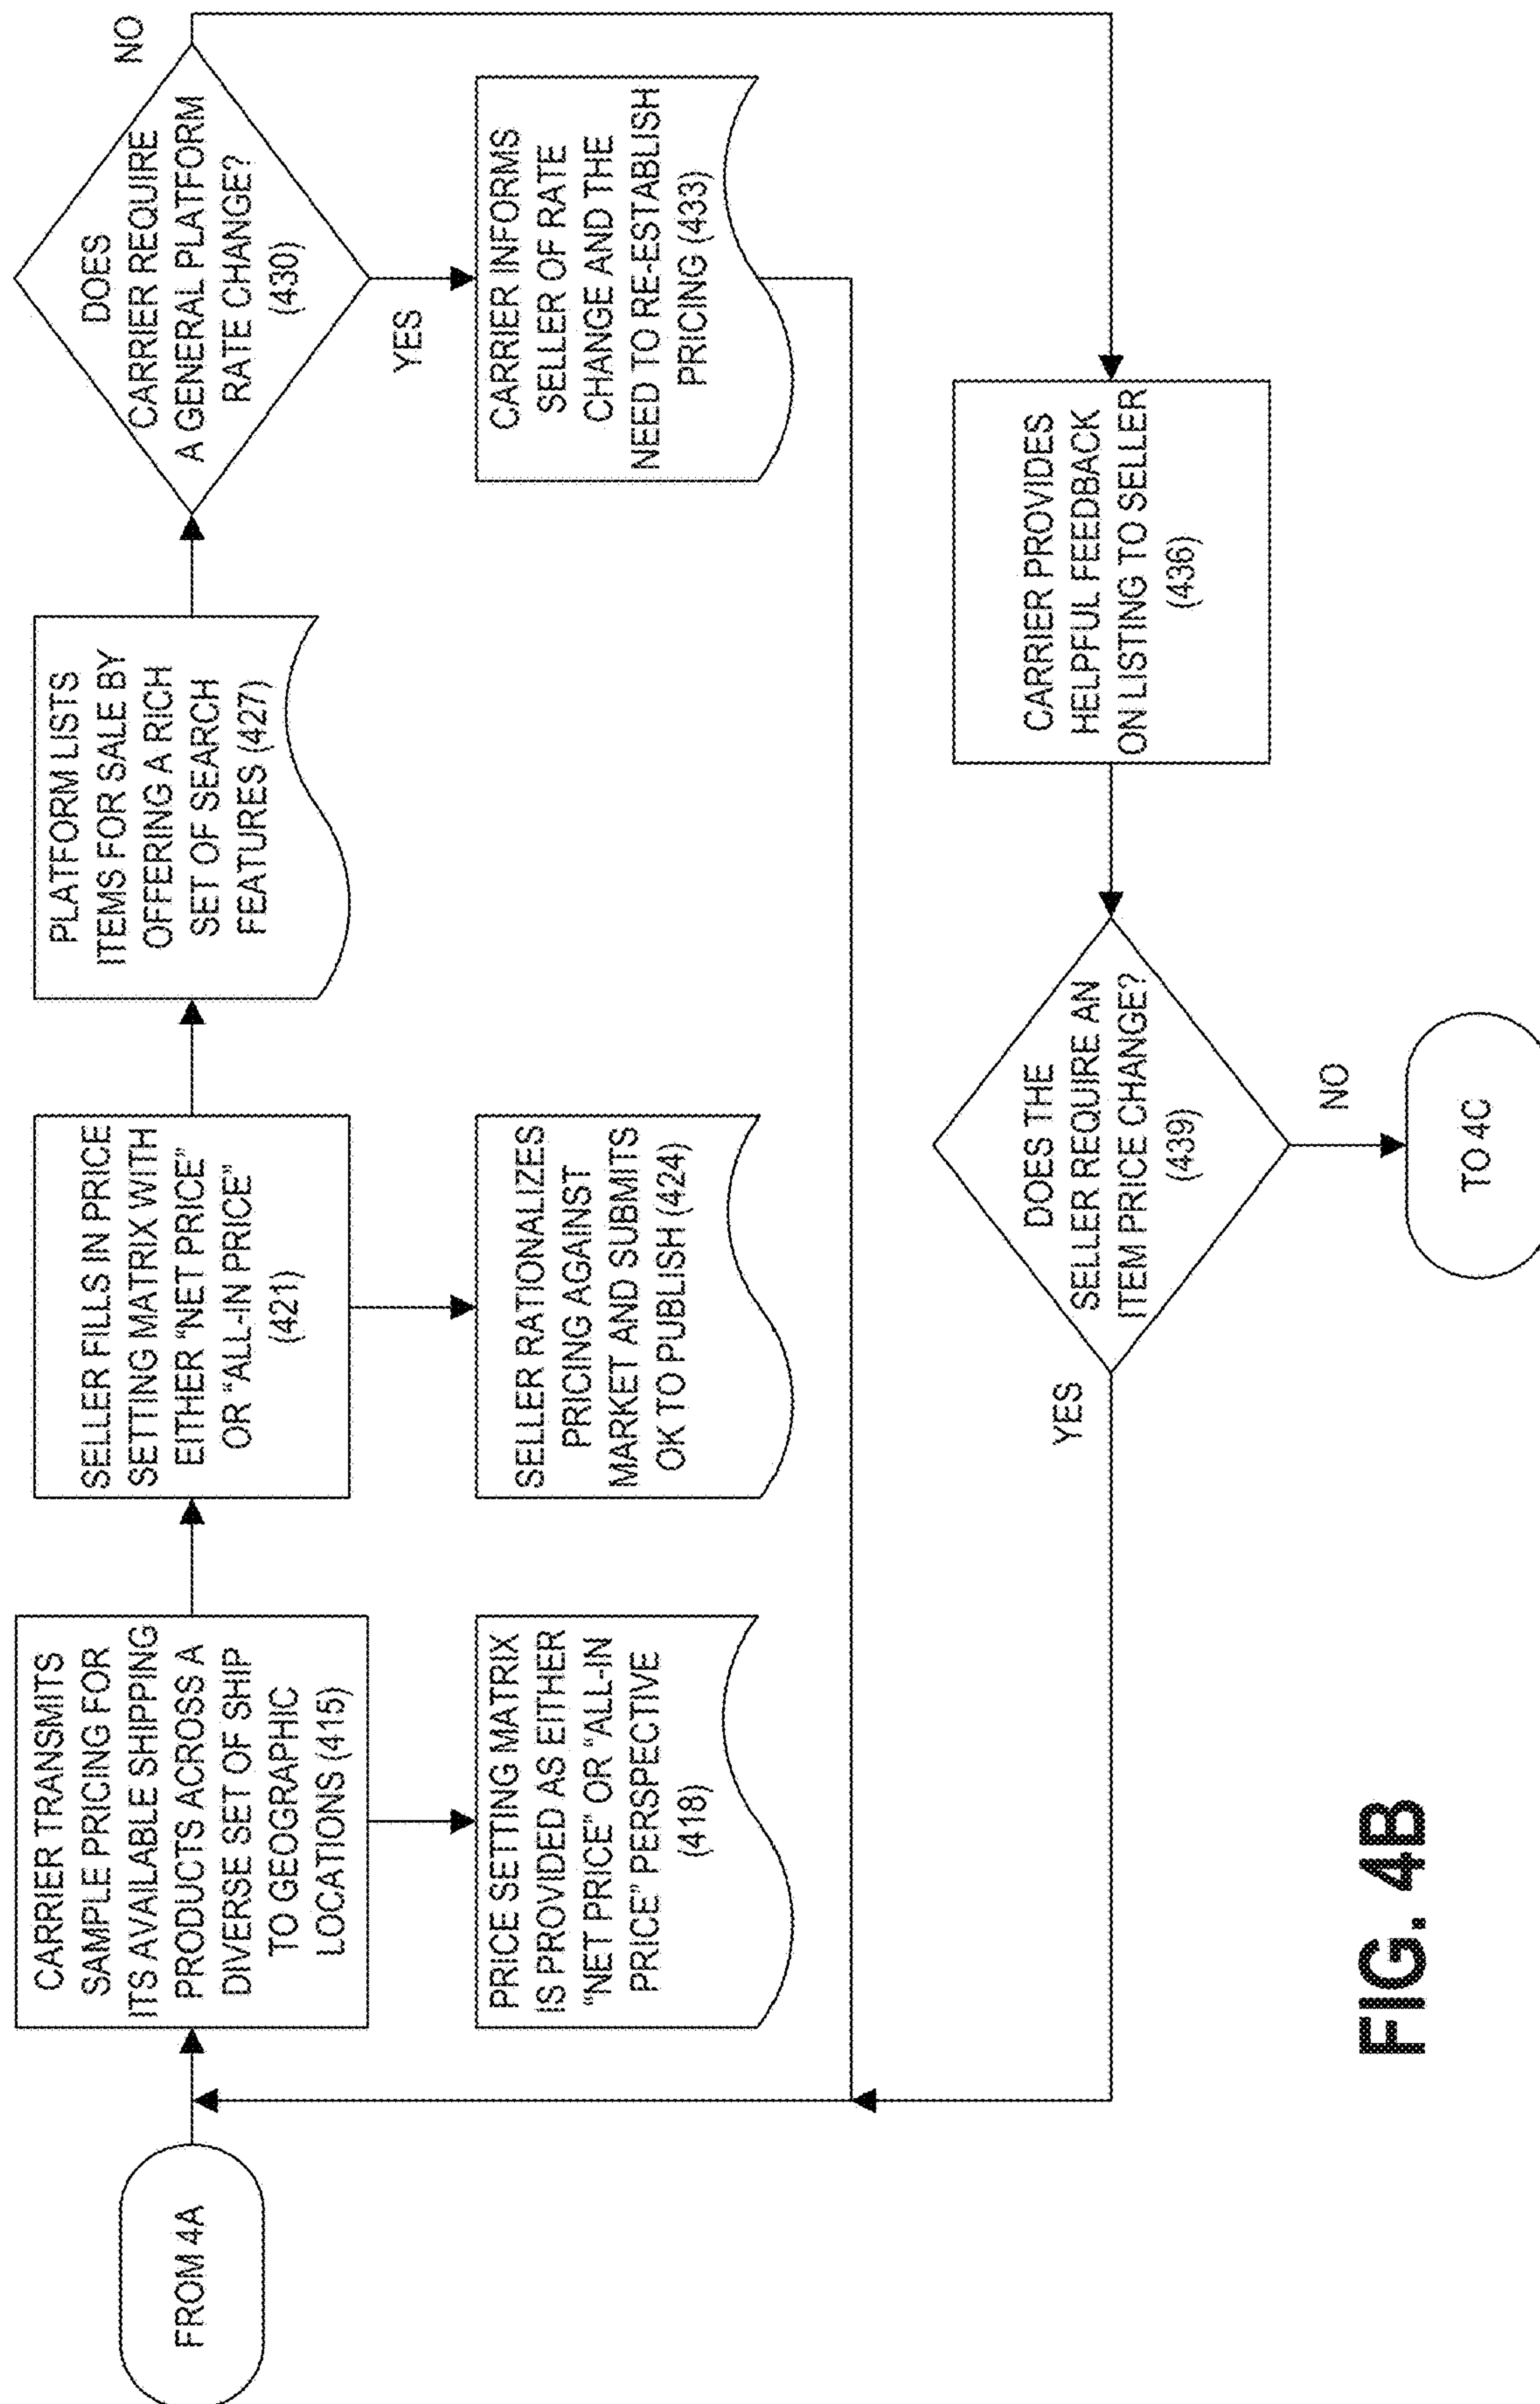 FROM 4A
CARRIER TRANSMITS
SAMPLE PRICING FOR
ITS AVAILABLE SHIPPING
PRODUCTS ACROSS A
DIVERSE SET OF SHIP
TO GEOGRAPHIC
LOCATIONS (415)
PRICE SETTING MATRIX
IS PROVIDED AS EITHER
“NET PRICE” OR “ALL-IN
PRICE” PERSPECTIVE
(418)
SELLER FILLS IN PRICE
SETTING MATRIX WITH
EITHER “NET PRICE”
OR “ALL-IN PRICE”
(421)
SELLER RATIONALIZES
PRICING AGAINST
MARKET AND SUBMITS
OK TO PUBLISH (424)
PLATFORM LISTS
ITEMS FOR SALE BY
OFFERING A RICH
SET OF SEARCH
FEATURES (427)
DOES
CARRIER REQUIRE
A GENERAL PLATFORM
RATE CHANGE?
(430)
NO
YES
CARRIER INFORMS
SELLER OF RATE
CHANGE AND THE
NEED TO RE-ESTABLISH
PRICING (433)
CARRIER PROVIDES
HELPFUL FEEDBACK
ON LISTING TO SELLER
(436)
DOES THE
SELLER REQUIRE AN
ITEM PRICE CHANGE?
(439)
YES
NO
TO 4C
FIG. 4B